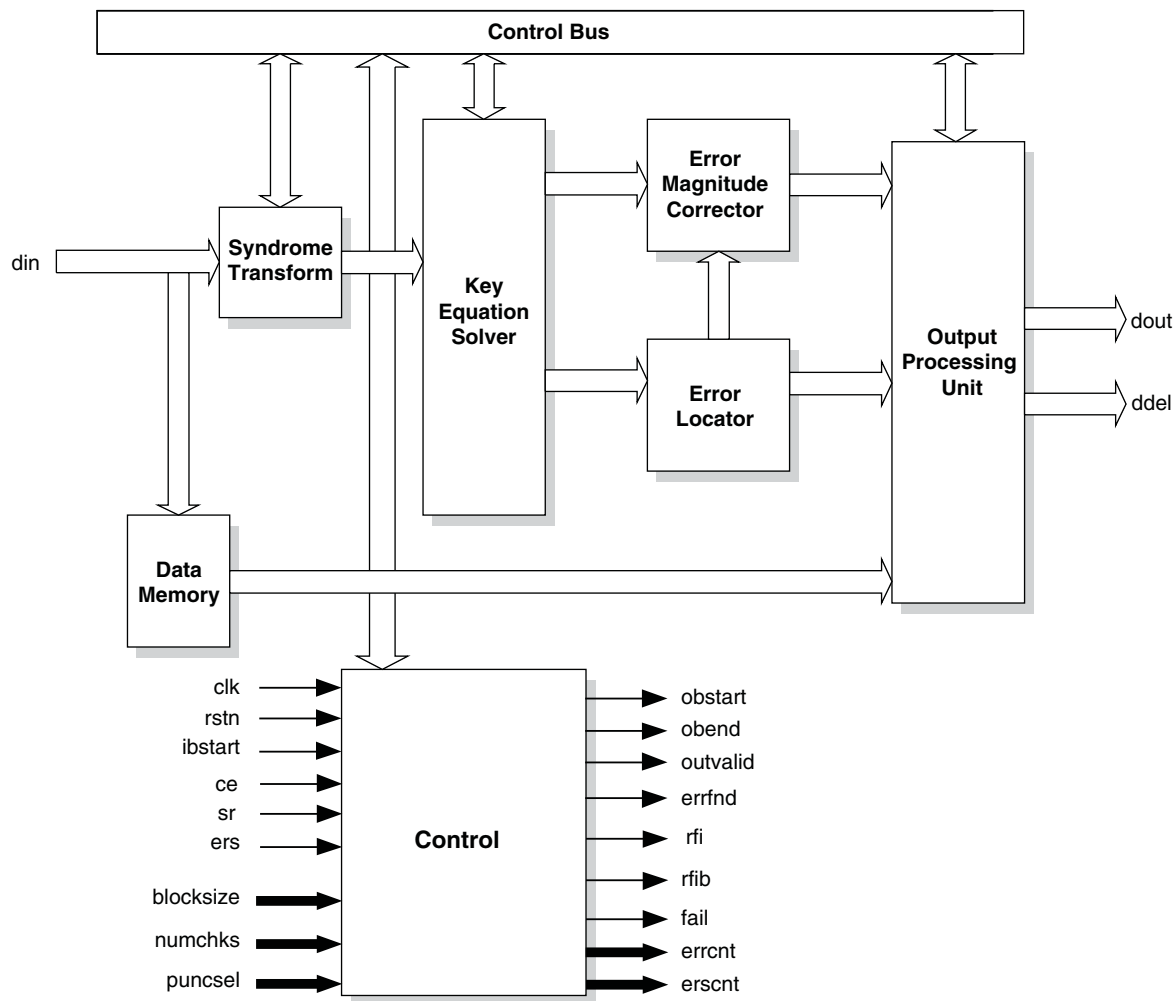 Control Bus
Syndrome
Transform
din
Key
Equation
Solver
Error
Magnitude
Corrector
Error
Locator
Output
Processing
Unit
dout
ddel
Data
Memory
clk
rstn
ibstart
ce
sr
ers
blocksize
numchks
puncsel
Control
obstart
obend
outvalid
errfnd
rfi
rfib
fail
errcnt
erscnt